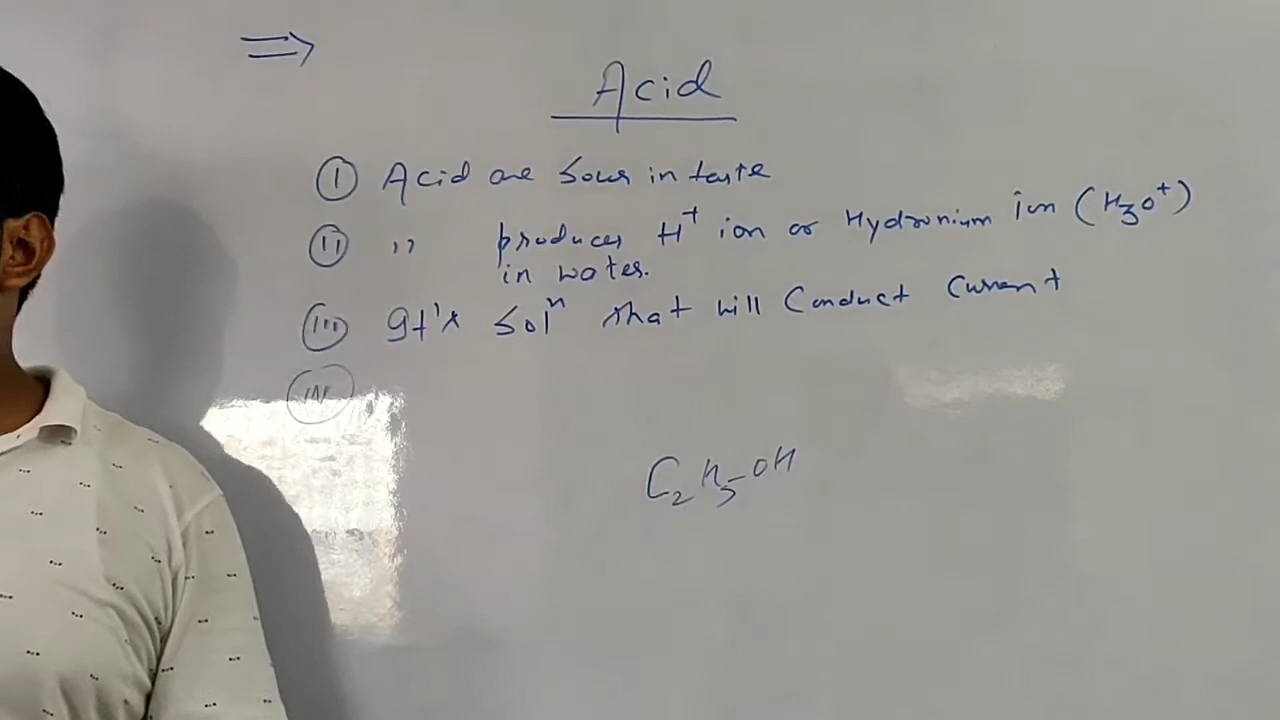 ⇒
Acid
(I) Acid are sour in taste
(II) ,, produces H⁺ ion or Hydronium ion (H₃O⁺)
in water.
(III) It's solⁿ that will Conduct Current
(IV) ,,
C₂H₅-OH